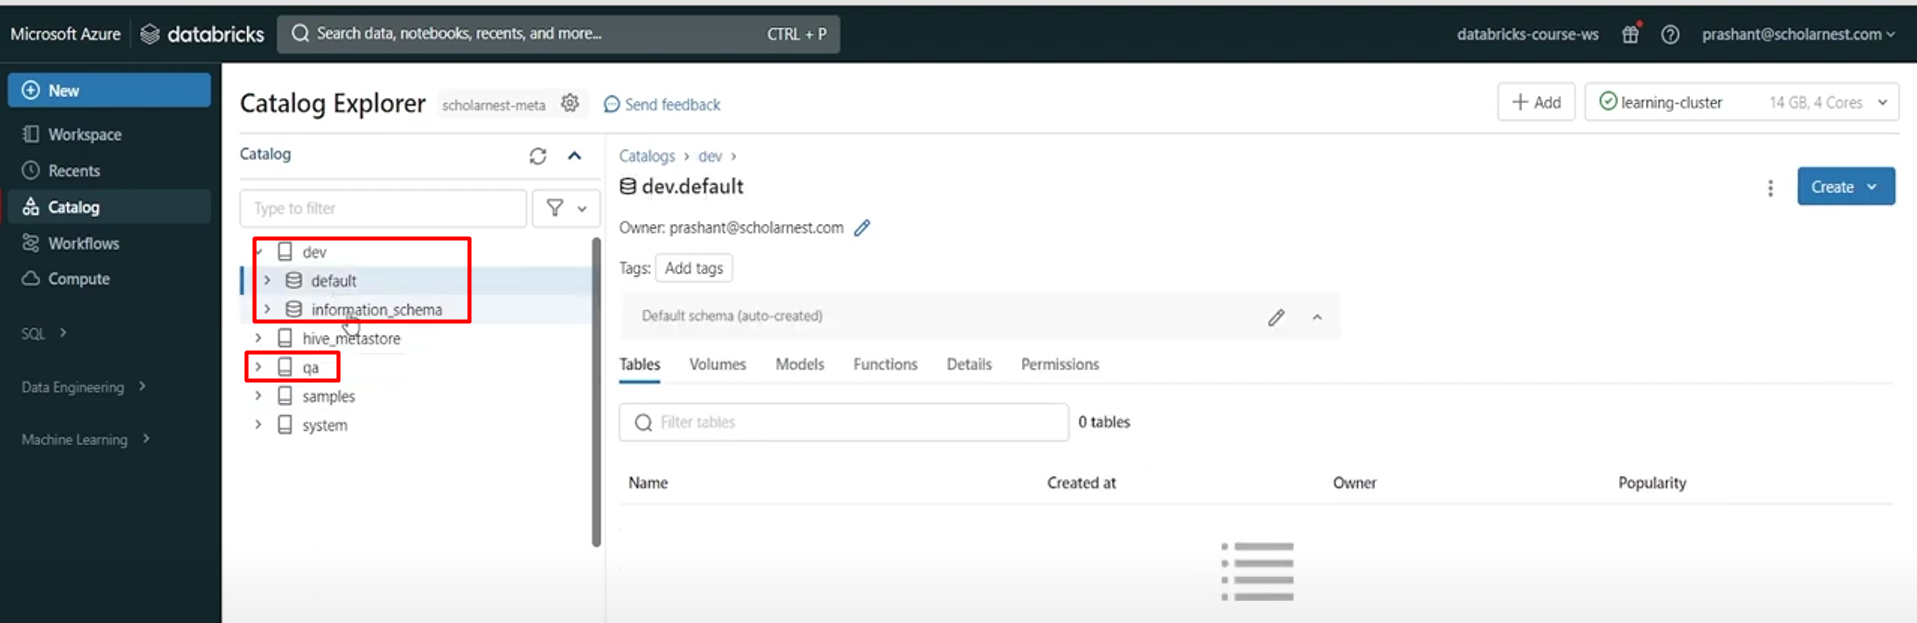 Microsoft Azure databricks Search data, notebooks, recents, and more... CTRL + P databricks-course-ws prashant@scholarnest.com
New
Workspace
Recents
Catalog
Workflows
Compute
SQL
Data Engineering
Machine Learning
Catalog Explorer scholarnest-meta Send feedback + Add learning-cluster 14 GB, 4 Cores
Catalog
Type to filter
dev
default
information_schema
hive_metastore
qa
samples
system
Catalogs > dev >
dev.default
Create
Owner: prashant@scholarnest.com
Tags: Add tags
Default schema (auto-created)
Tables Volumes Models Functions Details Permissions
Filter tables 0 tables
Name Created at Owner Popularity